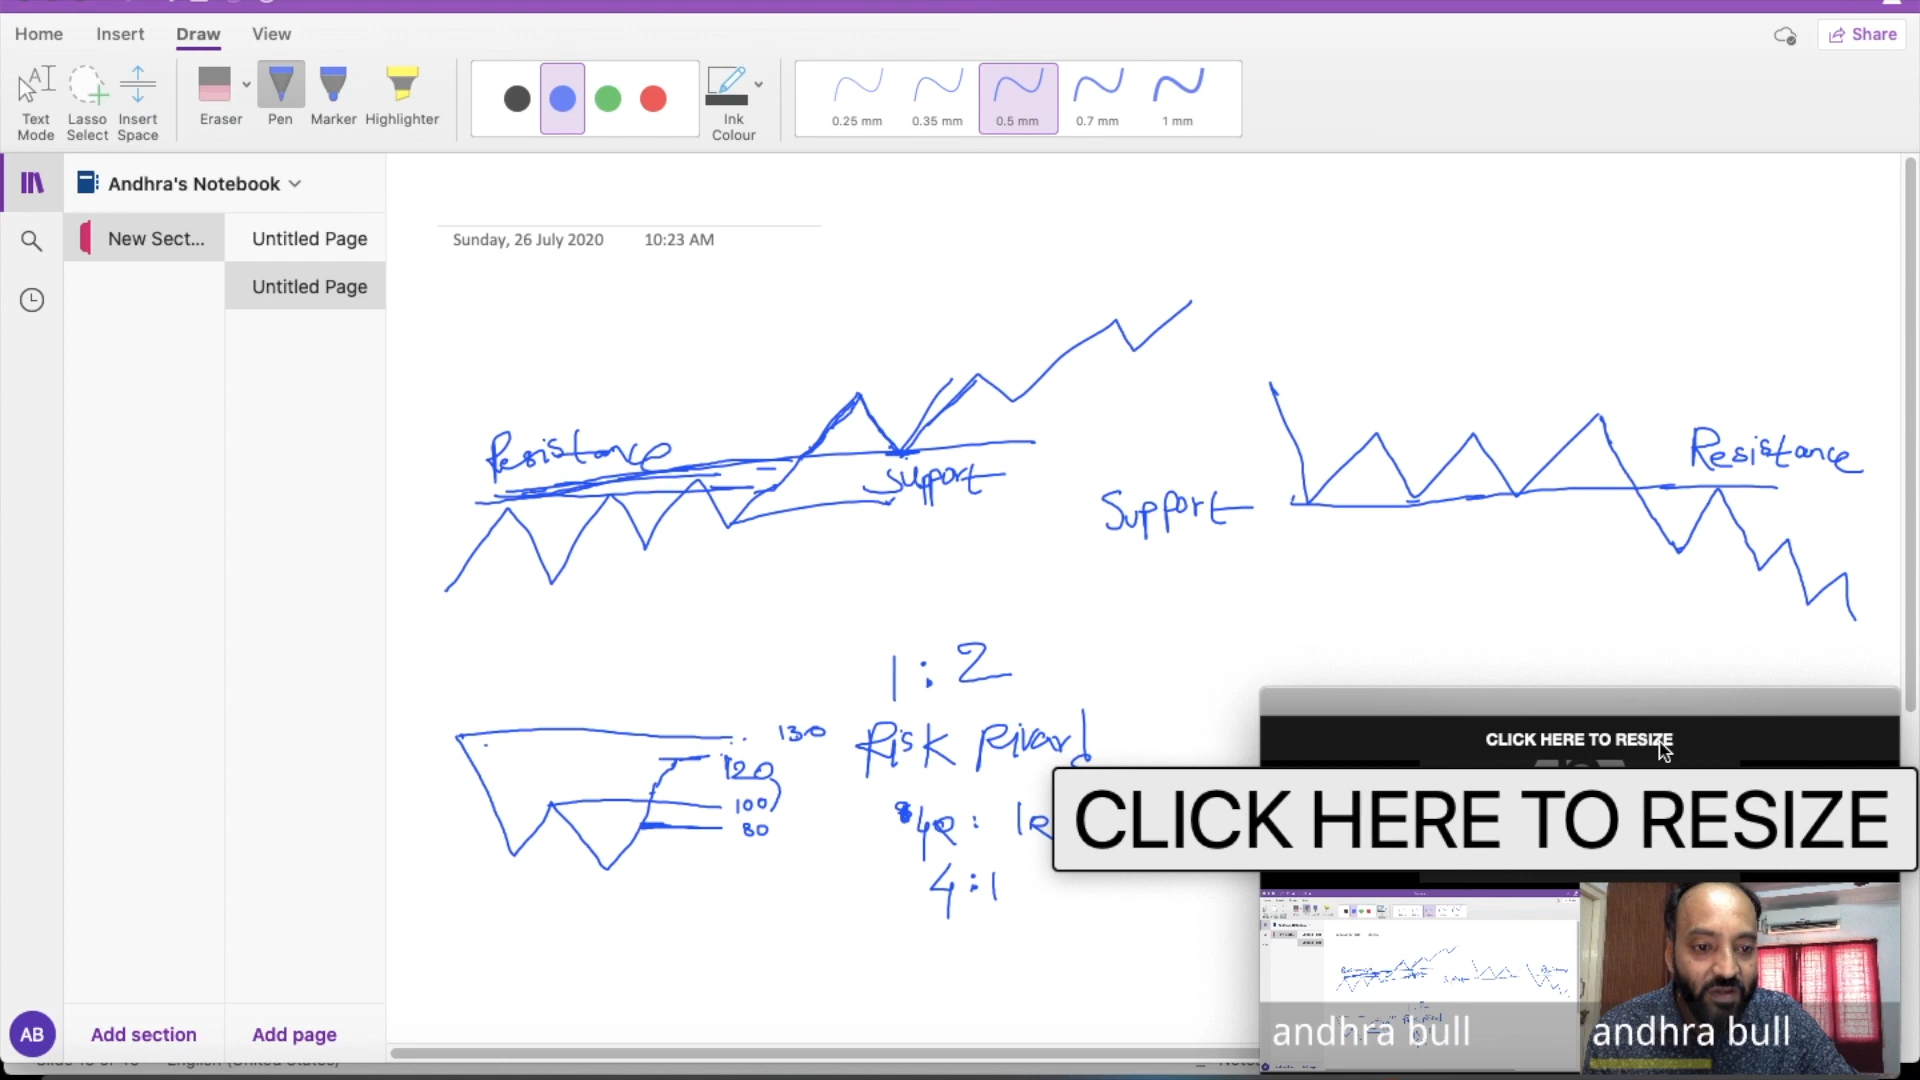 Home Insert Draw View
Share
Text Mode
Lasso Select
Insert Space
Eraser
Pen
Marker
Highlighter
Ink Colour
0.25 mm
0.35 mm
0.5 mm
0.7 mm
1 mm
Andhra's Notebook
New Sect...
Untitled Page
Untitled Page
Sunday, 26 July 2020 10:23 AM
Resistance
Support
Support
Resistance
1:2
Risk Riward
130
120
100
80
40: 10
4:1
CLICK HERE TO RESIZE
CLICK HERE TO RESIZE
andhra bull
andhra bull
AB
Add section
Add page